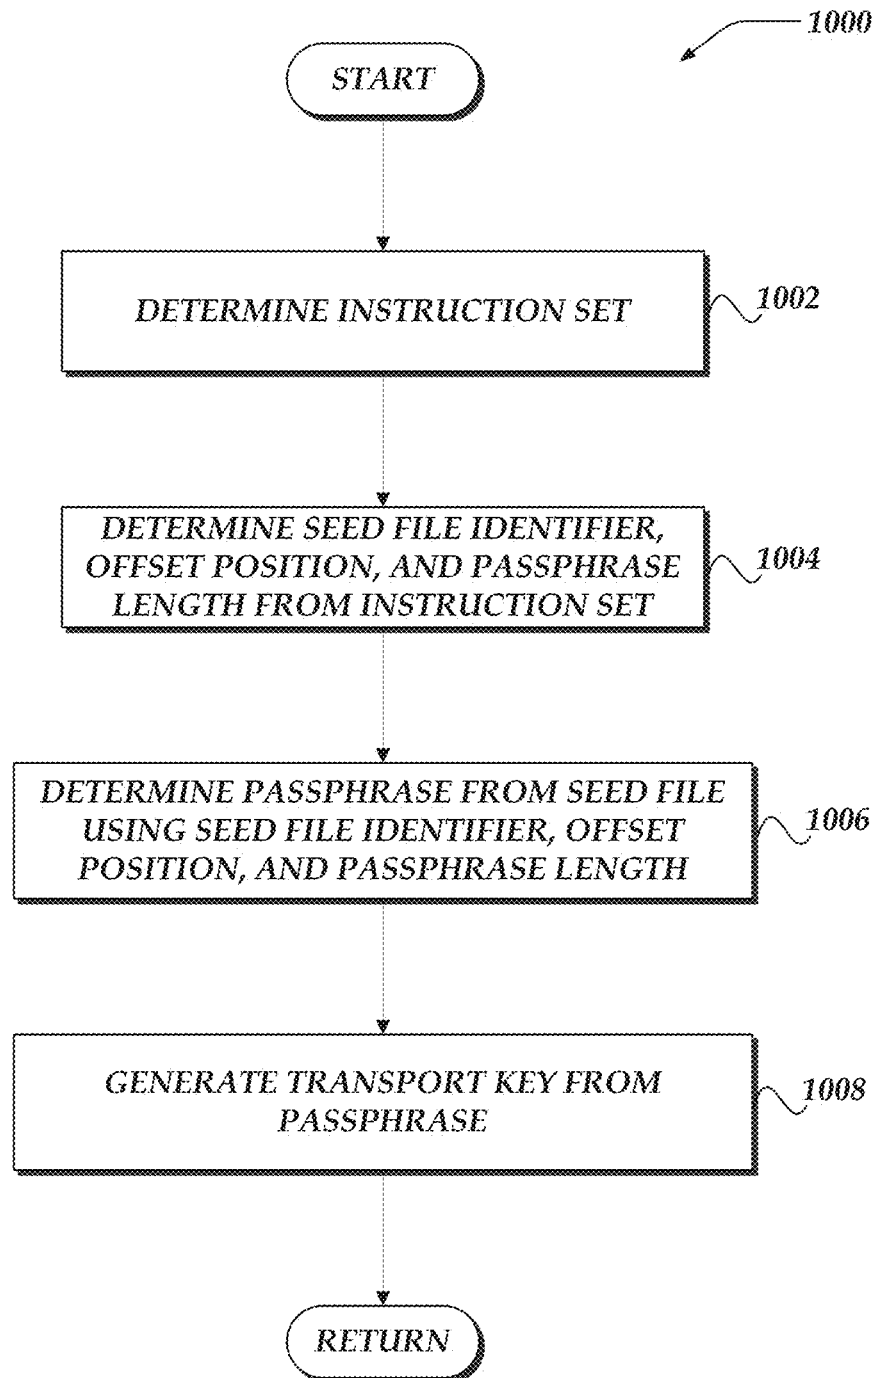 1000
START
DETERMINE INSTRUCTION SET
1002
DETERMINE SEED FILE IDENTIFIER,
OFFSET POSITION, AND PASSPHRASE
LENGTH FROM INSTRUCTION SET
1004
DETERMINE PASSPHRASE FROM SEED FILE
USING SEED FILE IDENTIFIER, OFFSET
POSITION, AND PASSPHRASE LENGTH
1006
GENERATE TRANSPORT KEY FROM
PASSPHRASE
1008
RETURN